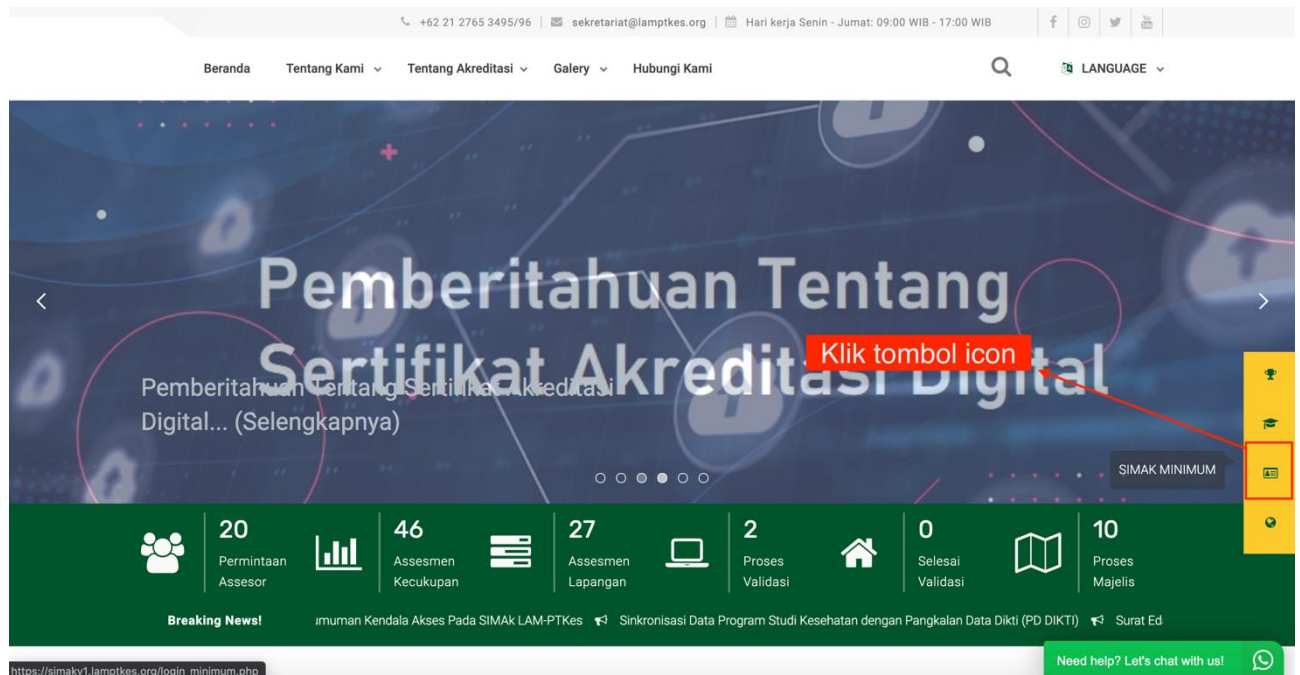 +62 21 2765 3495/96 | sekretariat@lamptkes.org | Hari kerja Senin - Jumat: 09:00 WIB - 17:00 WIB
Beranda Tentang Kami Tentang Akreditasi Galery Hubungi Kami LANGUAGE
Pemberitahuan Tentang
Sertifikat Akreditasi Digital
Klik tombol icon
Pemberitahuan Tentang Sertifikat Akreditasi
Digital... (Selengkapnya)
SIMAK MINIMUM
20 46 27 2 0 10
Permintaan Assesmen Assesmen Proses Selesai Proses
Assesor Kecukupan Lapangan Validasi Validasi Majelis
Breaking News! umuman Kendala Akses Pada SIMAk LAM-PTKes Sinkronisasi Data Program Studi Kesehatan dengan Pangkalan Data Dikti (PD DIKTI) Surat Ed
Need help? Let's chat with us!
https://simakv1.lamptkes.org/login_minimum.php